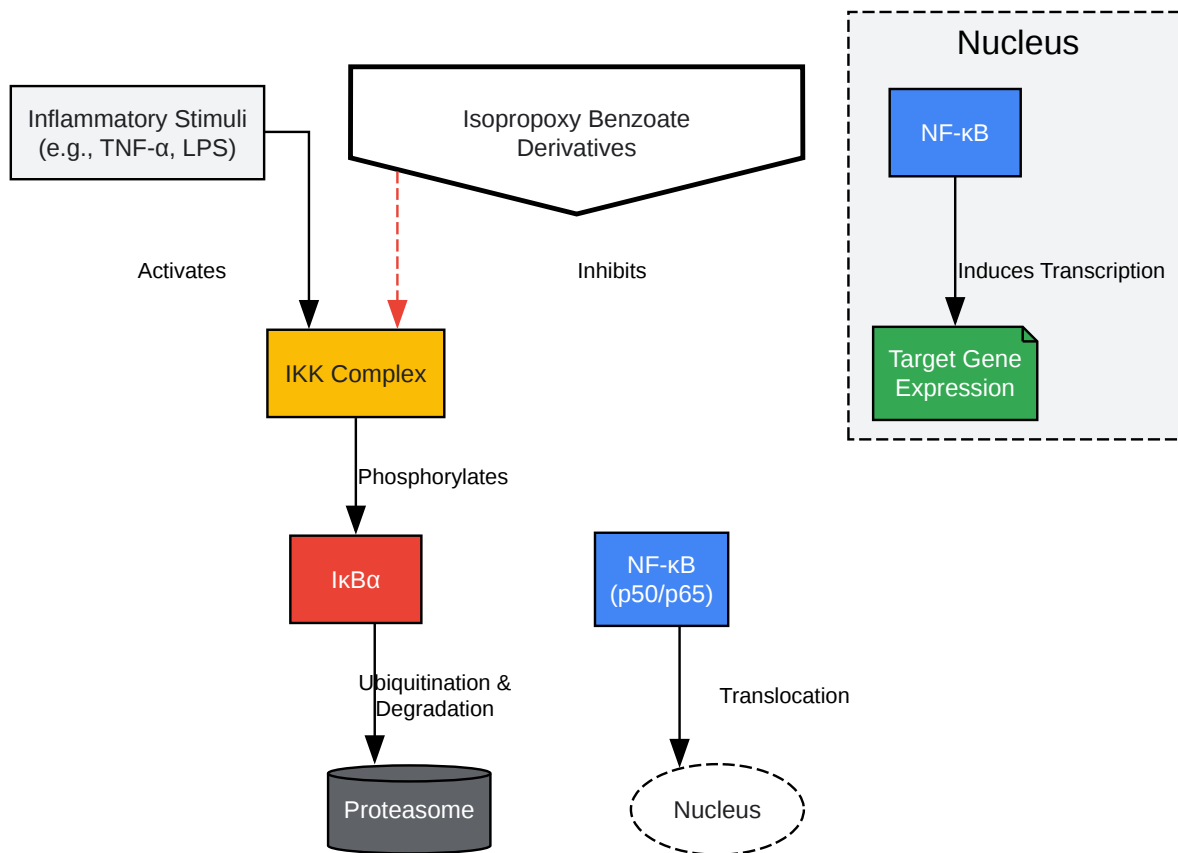 Nucleus
Inflammatory Stimuli
(e.g., TNF-α, LPS)
Isopropoxy Benzoate
Derivatives
NF-κB
Activates
Inhibits
Induces Transcription
IKK Complex
Target Gene
Expression
Phosphorylates
IκBα
NF-κB
(p50/p65)
Ubiquitination &
Degradation
Translocation
Proteasome
Nucleus